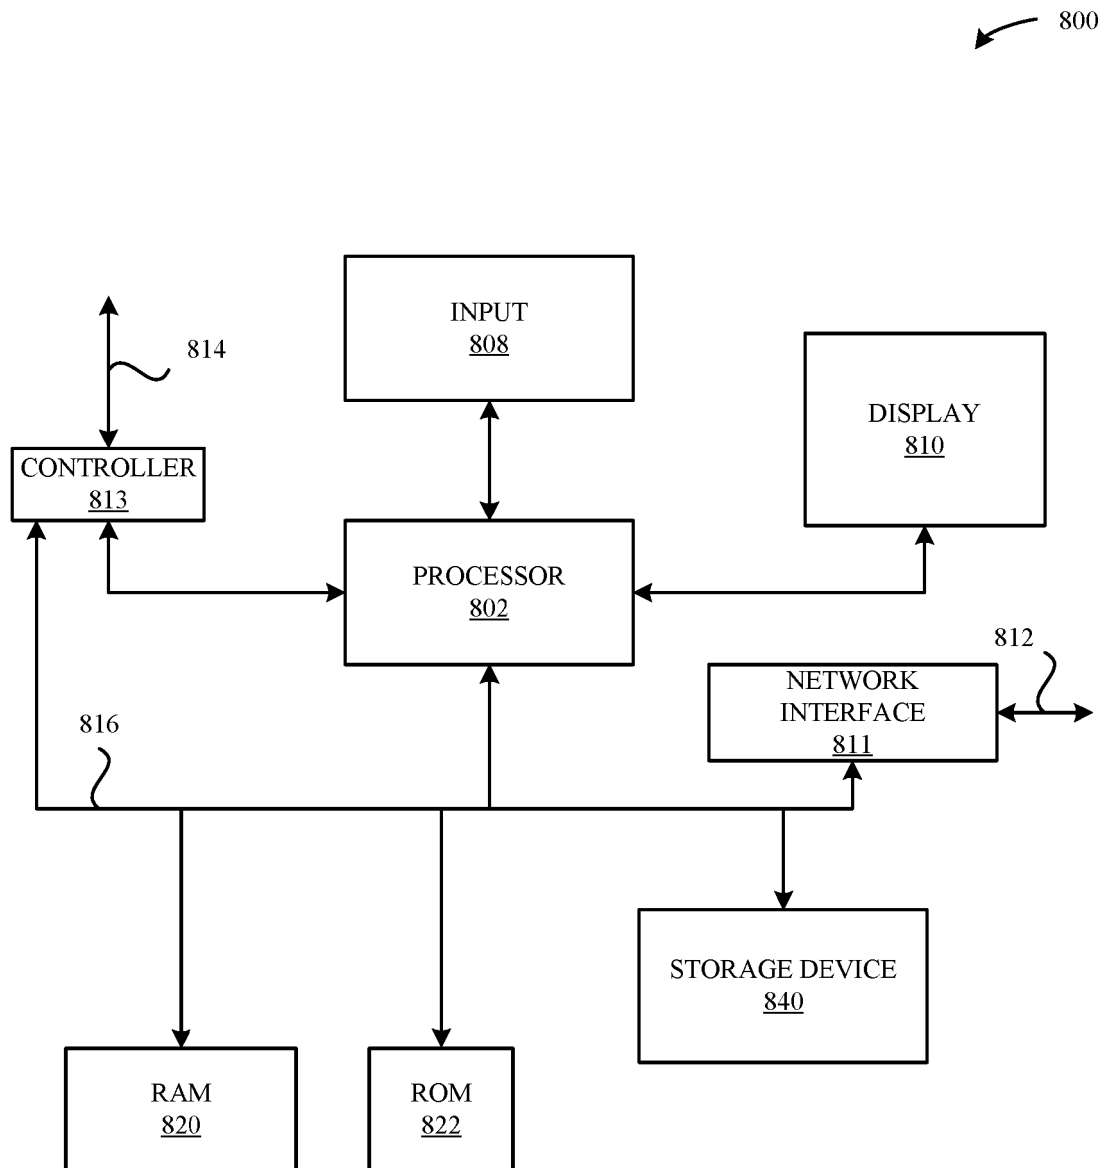 800
INPUT
808
814
DISPLAY
810
CONTROLLER
813
PROCESSOR
802
812
NETWORK
INTERFACE
811
816
STORAGE DEVICE
840
RAM
820
ROM
822